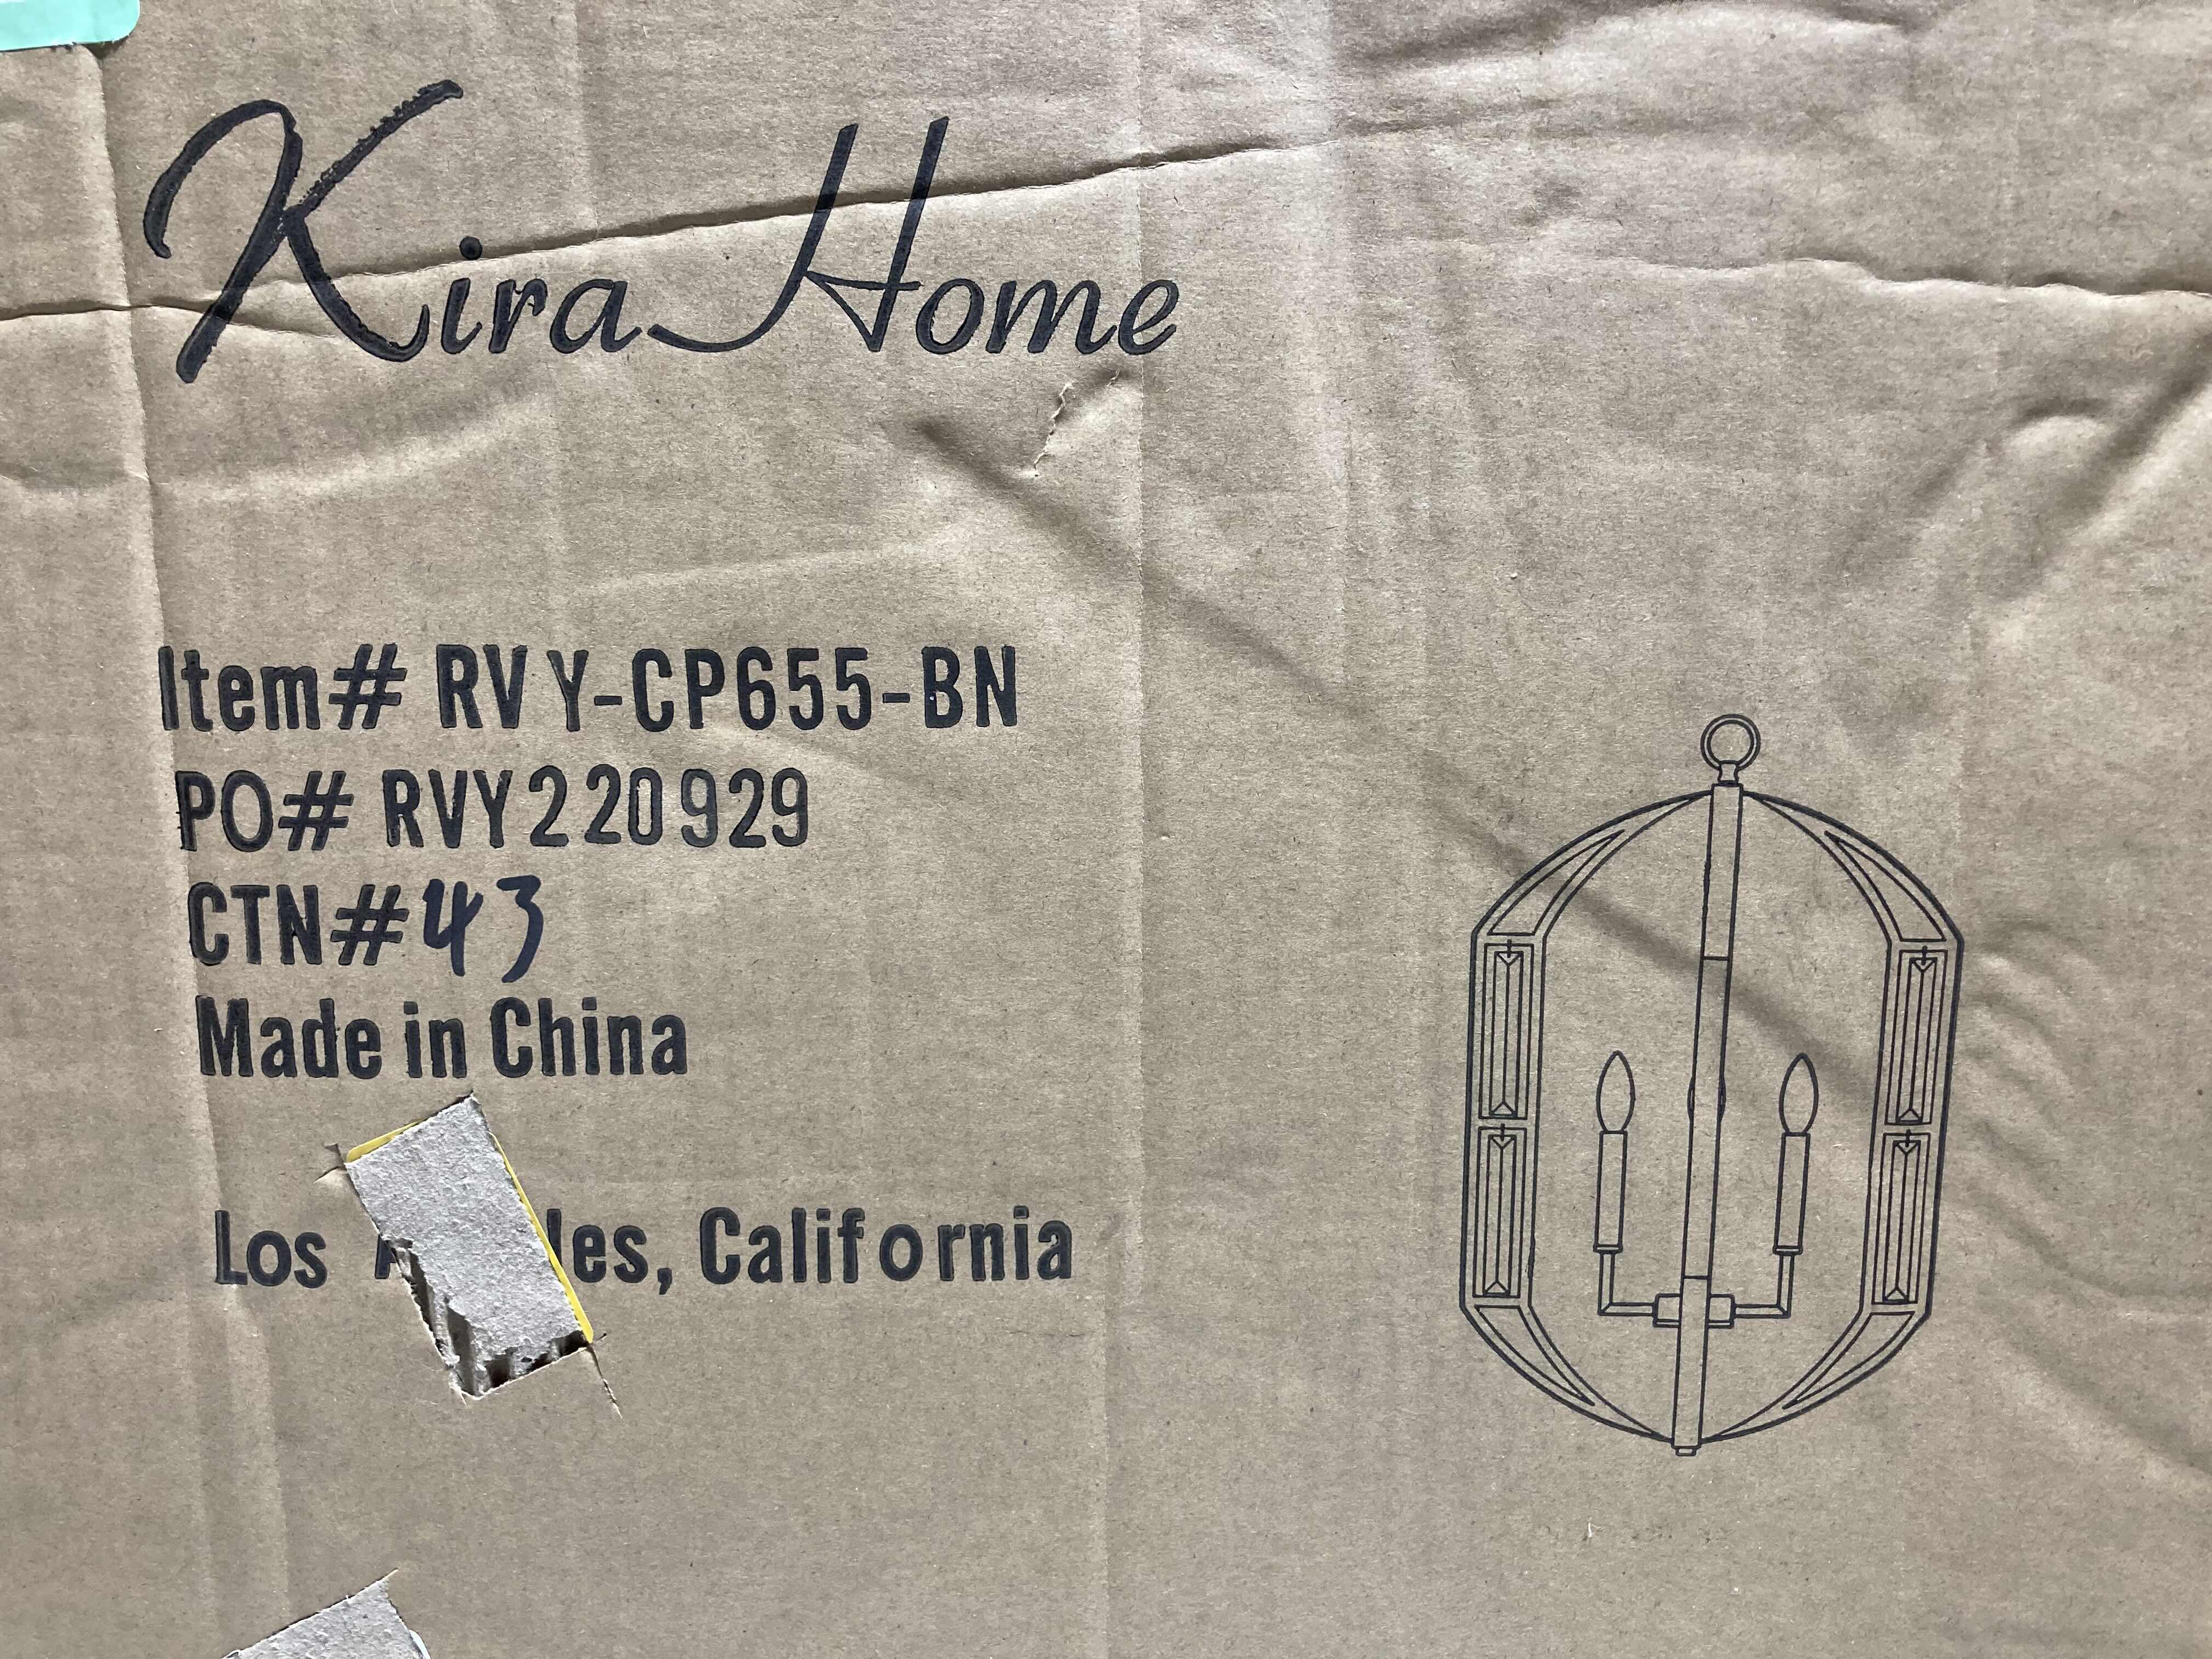 Kira Home
Item# RVY-CP655-BN
PO# RVY220929
CTN# 43
Made in China
Los les, California